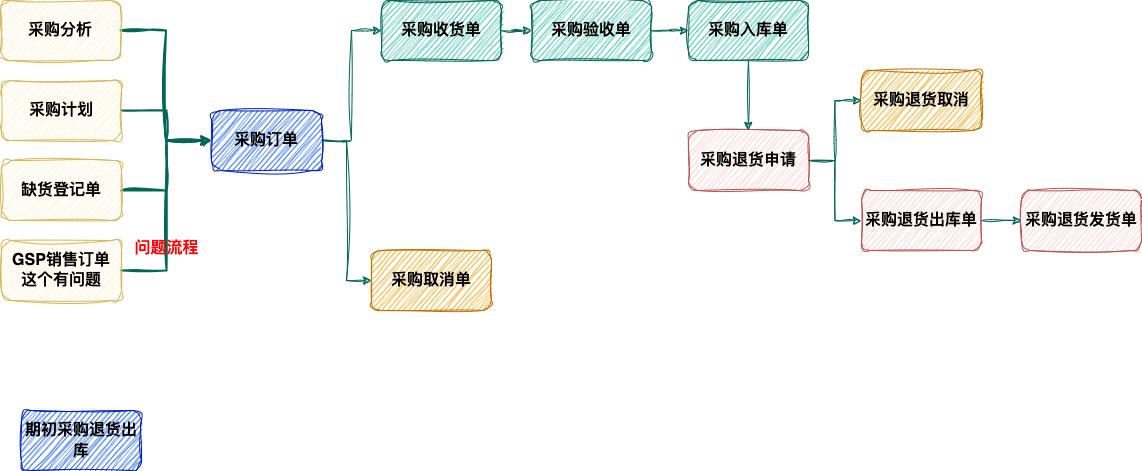 采购分析
采购计划
缺货登记单
GSP销售订单
这个有问题
问题流程
采购订单
采购收货单
采购验收单
采购入库单
采购取消单
采购退货申请
采购退货取消
采购退货出库单
采购退货发货单
期初采购退货出
库